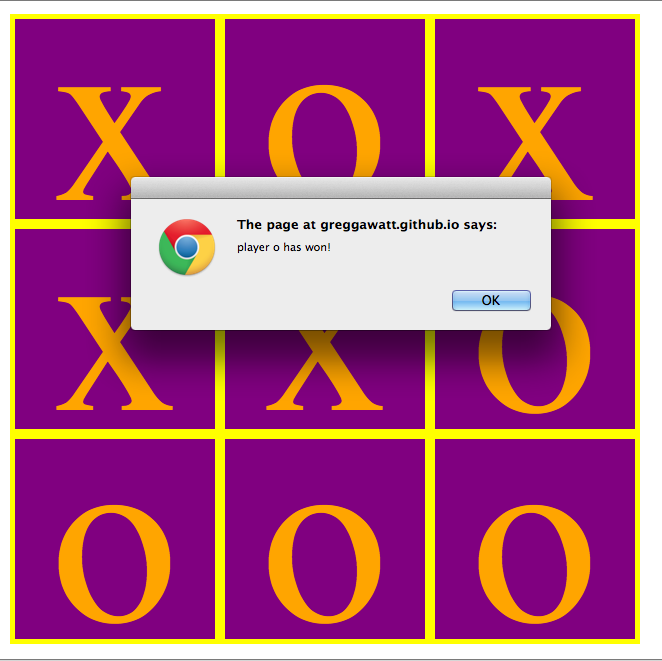 X O X
The page at greggawatt.github.io says:
player o has won!
OK
X X O
O O O